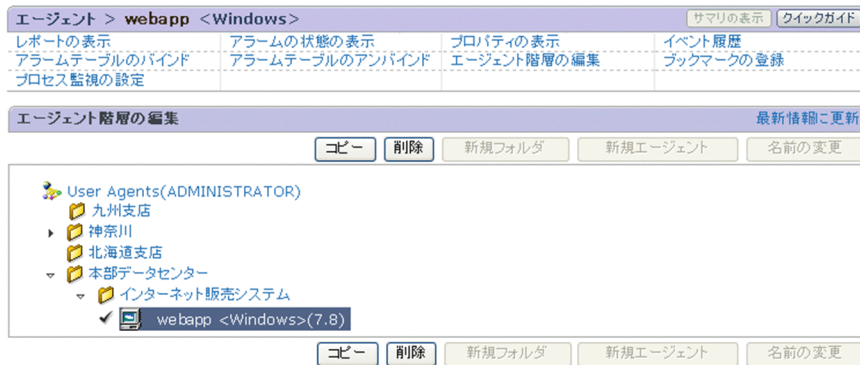 エージェント > webapp <Windows> サマリの表示 クイックガイド
レポートの表示 アラームの状態の表示 プロパティの表示 イベント履歴
アラームテーブルのバインド アラームテーブルのアンバインド エージェント階層の編集 ブックマークの登録
プロセス監視の設定
エージェント階層の編集 最新情報に更新
コピー 削除 新規フォルダ 新規エージェント 名前の変更
User Agents(ADMINISTRATOR)
九州支店
神奈川
北海道支店
本部データセンター
インターネット販売システム
webapp <Windows>(7.8)
コピー 削除 新規フォルダ 新規エージェント 名前の変更